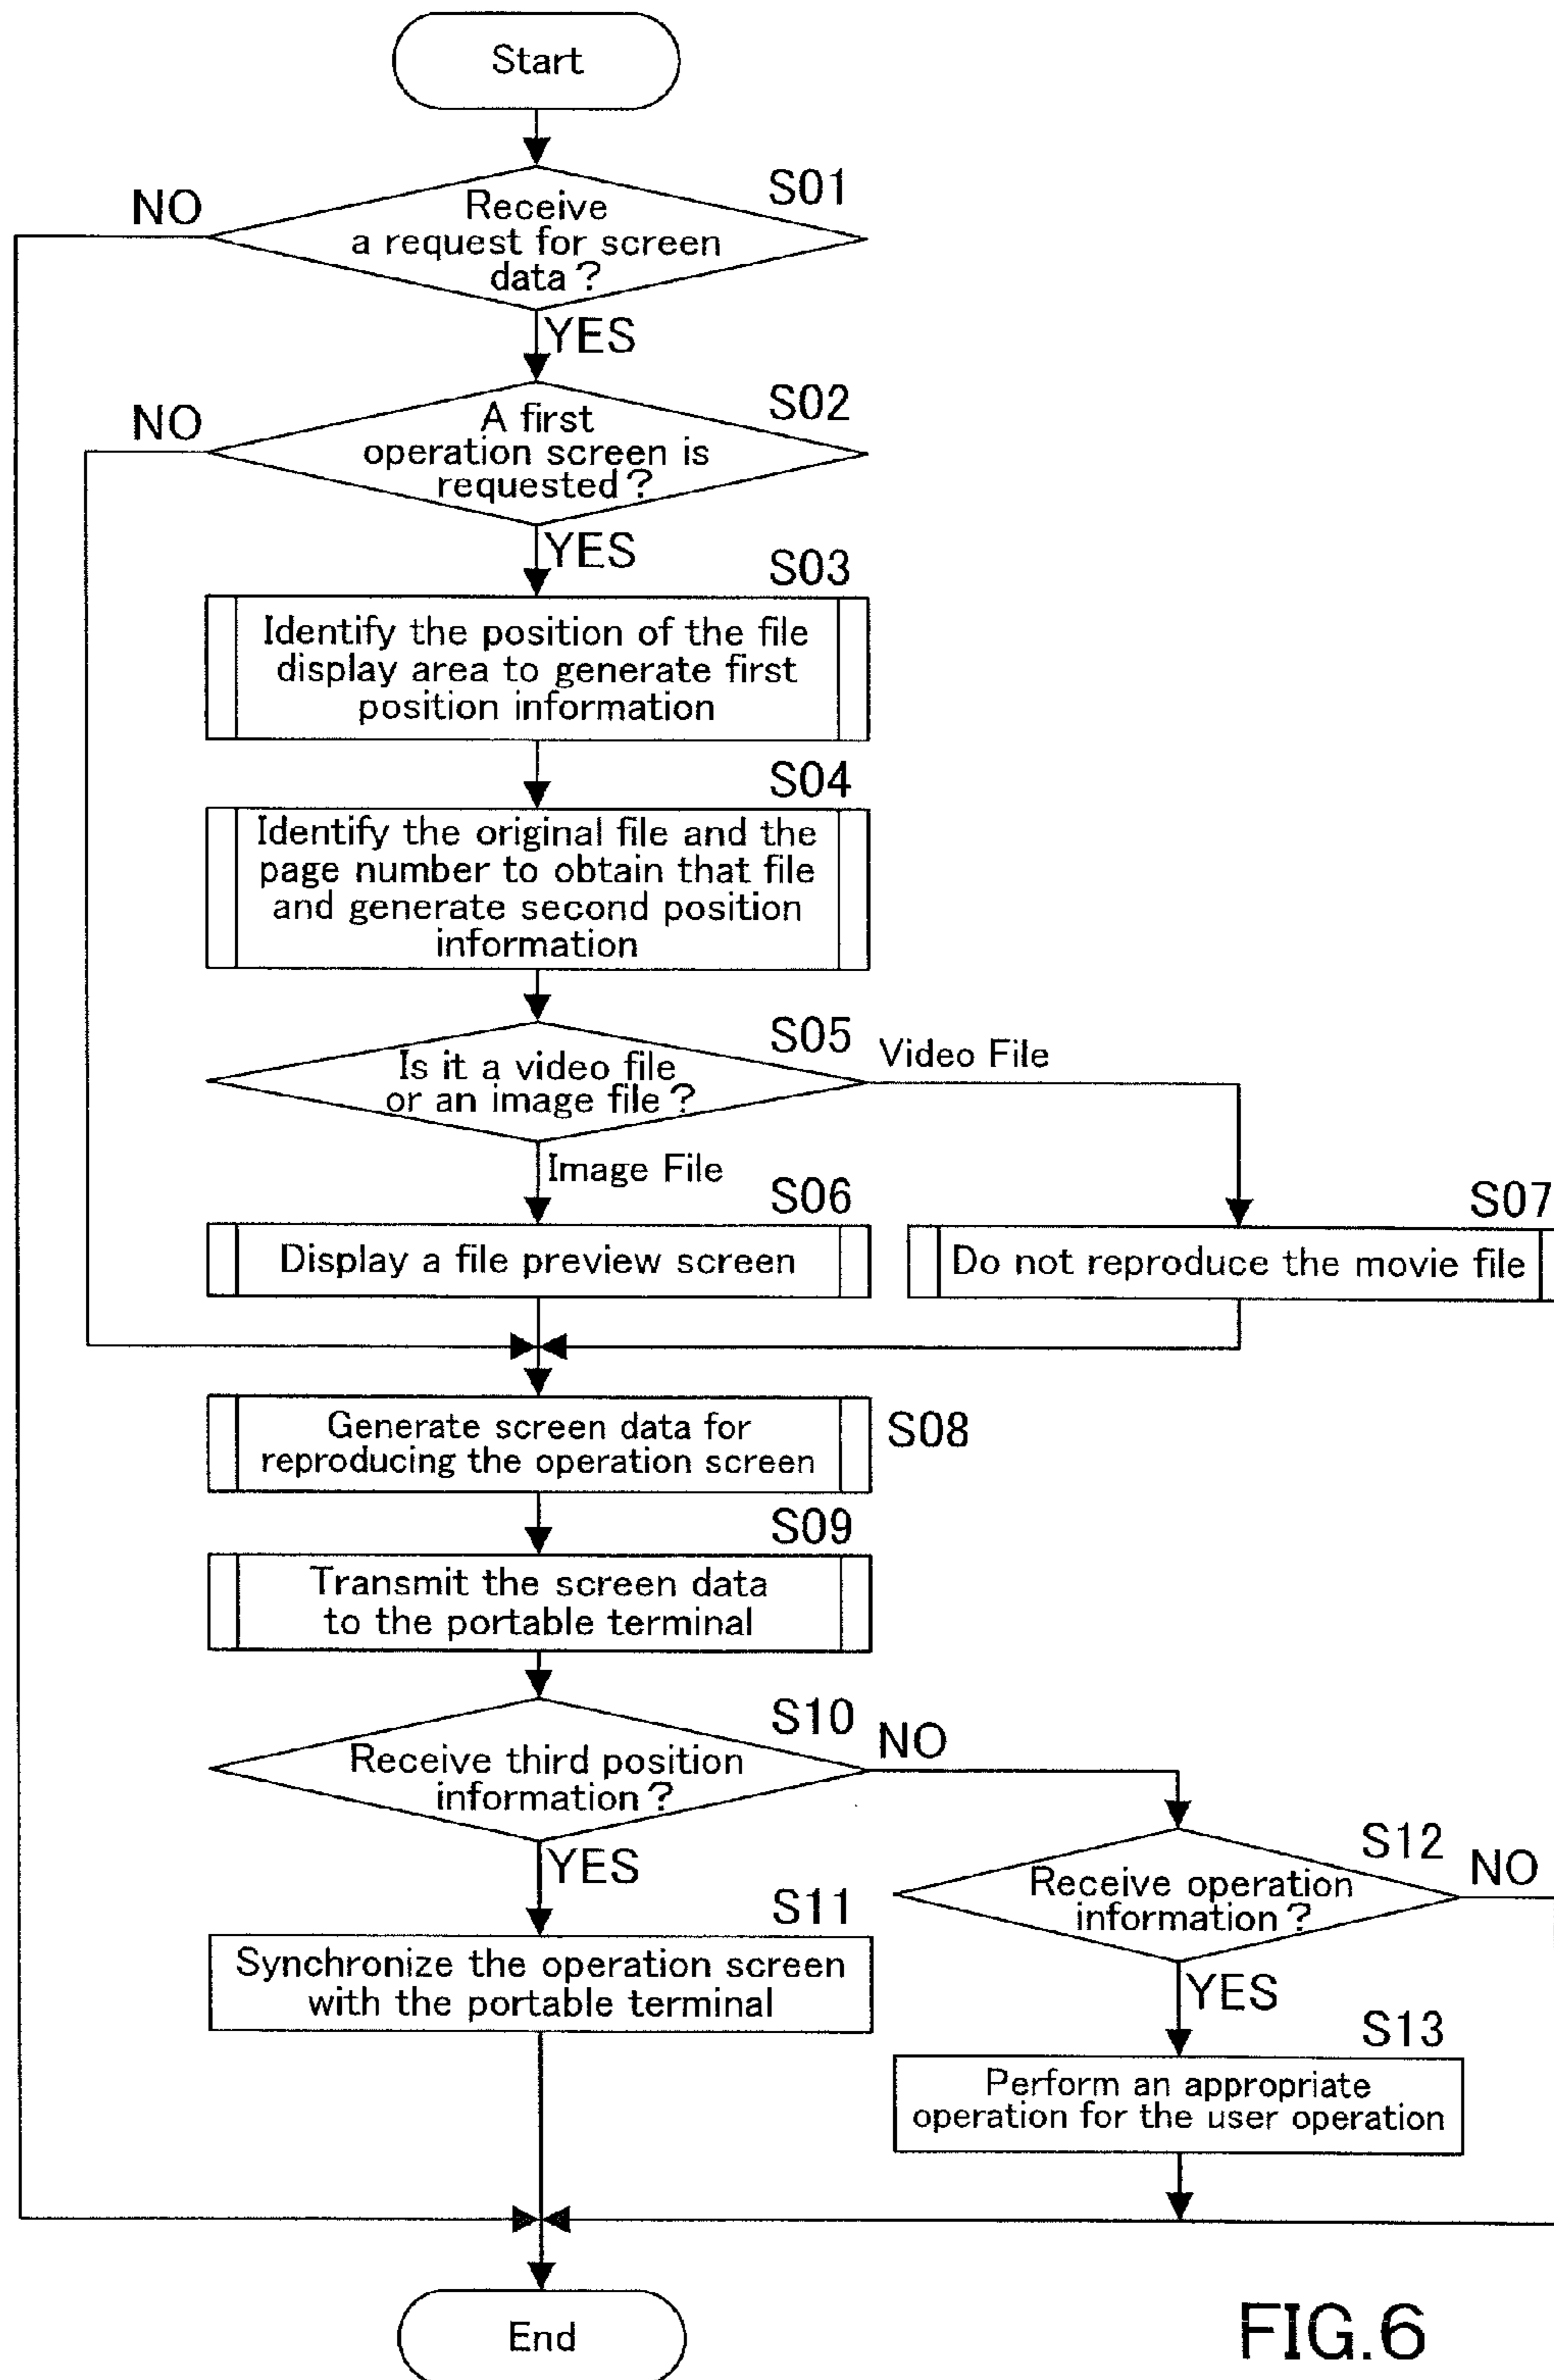 Start
S01
NO
Receive
a request for screen
data?
YES
S02
NO
A first
operation screen is
requested?
YES
S03
Identify the position of the file
display area to generate first
position information
S04
Identify the original file and the
page number to obtain that file
and generate second position
information
S05
Video File
Is it a video file
or an image file?
Image File
S06
S07
Display a file preview screen
Do not reproduce the movie file
Generate screen data for
reproducing the operation screen
S08
S09
Transmit the screen data
to the portable terminal
S10
NO
Receive third position
information?
YES
S12
NO
Receive operation
information?
S11
Synchronize the operation screen
with the portable terminal
YES
S13
Perform an appropriate
operation for the user operation
End
FIG.6